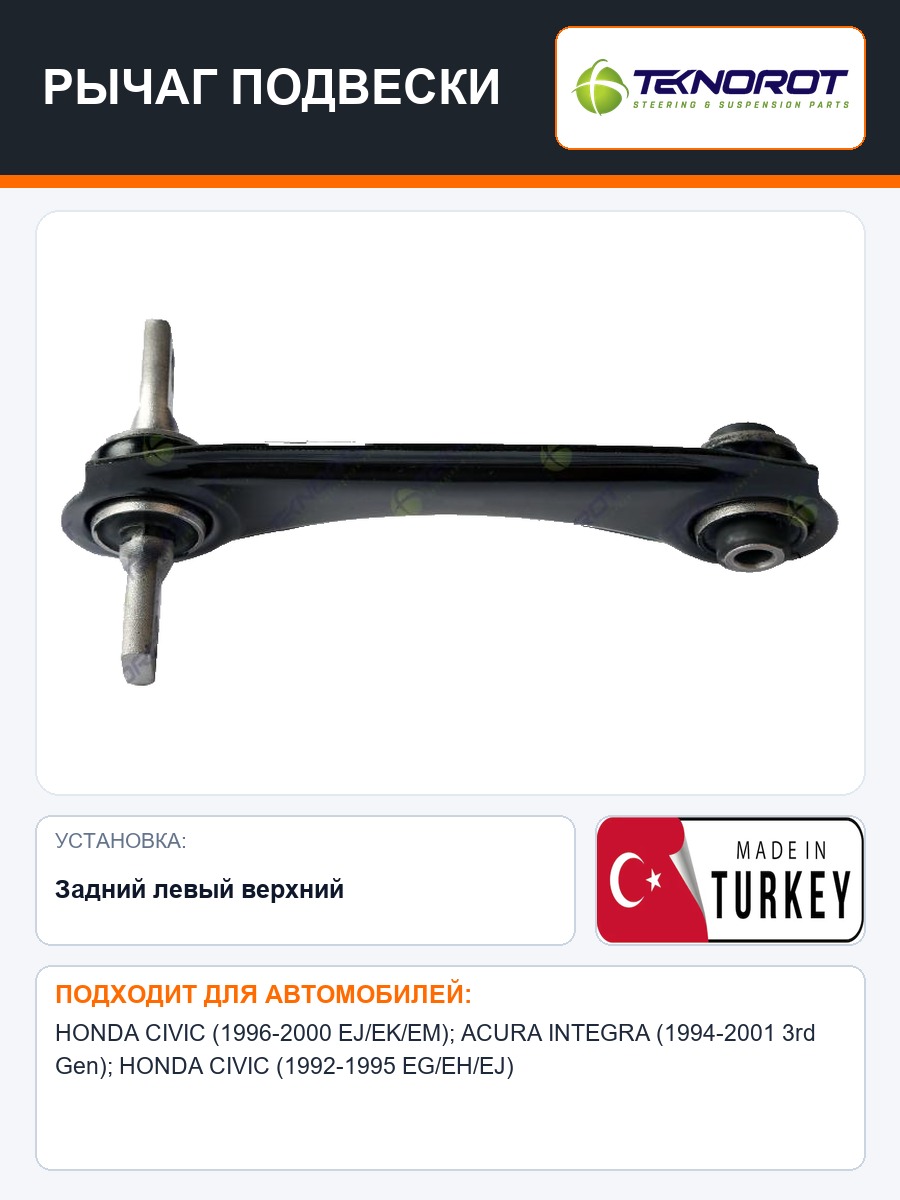 РЫЧАГ ПОДВЕСКИ
TEKNOROT
STEERING & SUSPENSION PARTS
УСТАНОВКА:
Задний левый верхний
MADE IN
TURKEY
ПОДХОДИТ ДЛЯ АВТОМОБИЛЕЙ:
HONDA CIVIC (1996-2000 EJ/EK/EM); ACURA INTEGRA (1994-2001 3rd
Gen); HONDA CIVIC (1992-1995 EG/EH/EJ)